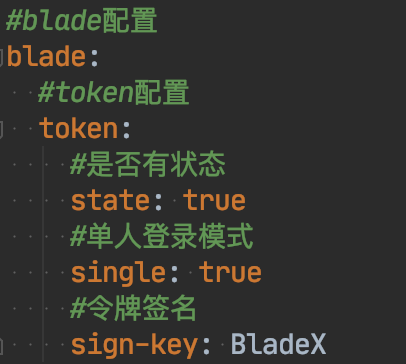 #blade配置
blade:
  #token配置
  token:
    #是否有状态
    state: true
    #单人登录模式
    single: true
    #令牌签名
    sign-key: BladeX